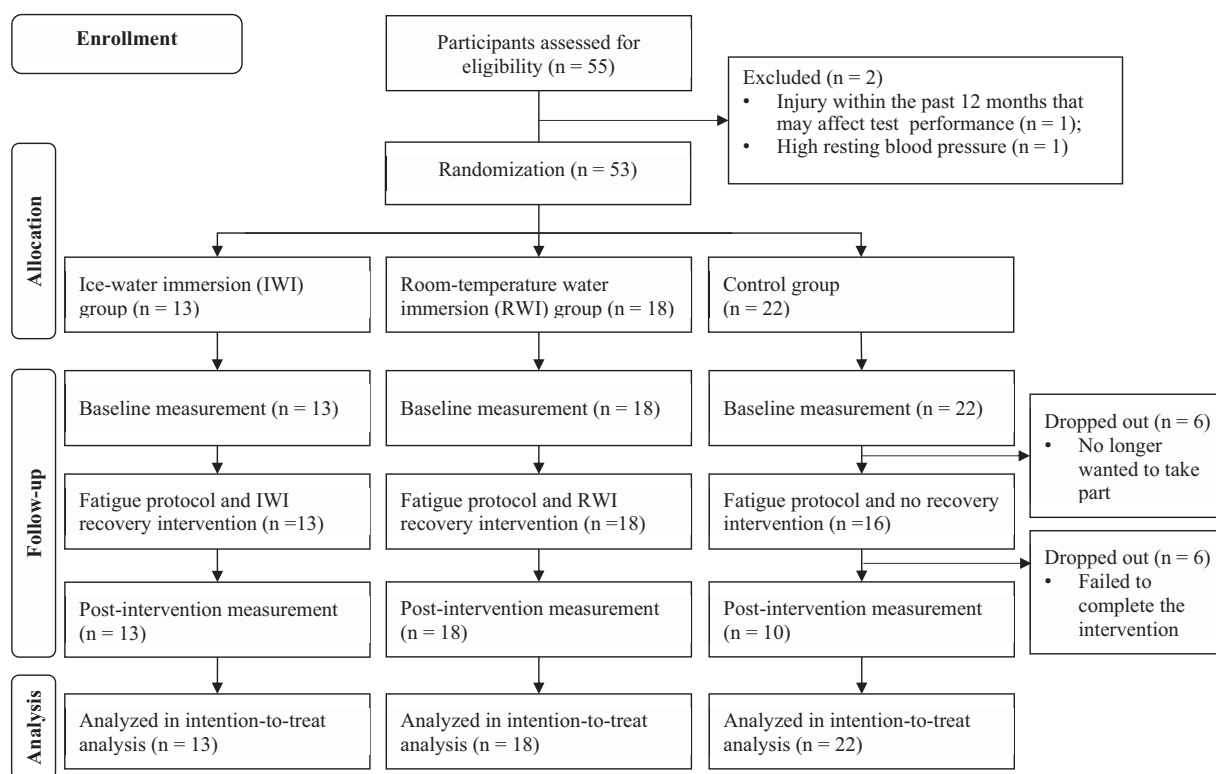 Enrollment
Participants assessed for
eligibility (n = 55)
Excluded (n = 2)
• Injury within the past 12 months that
may affect test performance (n = 1);
• High resting blood pressure (n = 1)
Allocation
Randomization (n = 53)
Ice-water immersion (IWI)
group (n = 13)
Room-temperature water
immersion (RWI) group (n = 18)
Control group
(n = 22)
Follow-up
Baseline measurement (n = 13)
Baseline measurement (n = 18)
Baseline measurement (n = 22)
Dropped out (n = 6)
• No longer
wanted to take
part
Fatigue protocol and IWI
recovery intervention (n =13)
Fatigue protocol and RWI
recovery intervention (n =18)
Fatigue protocol and no recovery
intervention (n =16)
Dropped out (n = 6)
• Failed to
complete the
intervention
Post-intervention measurement
(n = 13)
Post-intervention measurement
(n = 18)
Post-intervention measurement
(n = 10)
Analysis
Analyzed in intention-to-treat
analysis (n = 13)
Analyzed in intention-to-treat
analysis (n = 18)
Analyzed in intention-to-treat
analysis (n = 22)